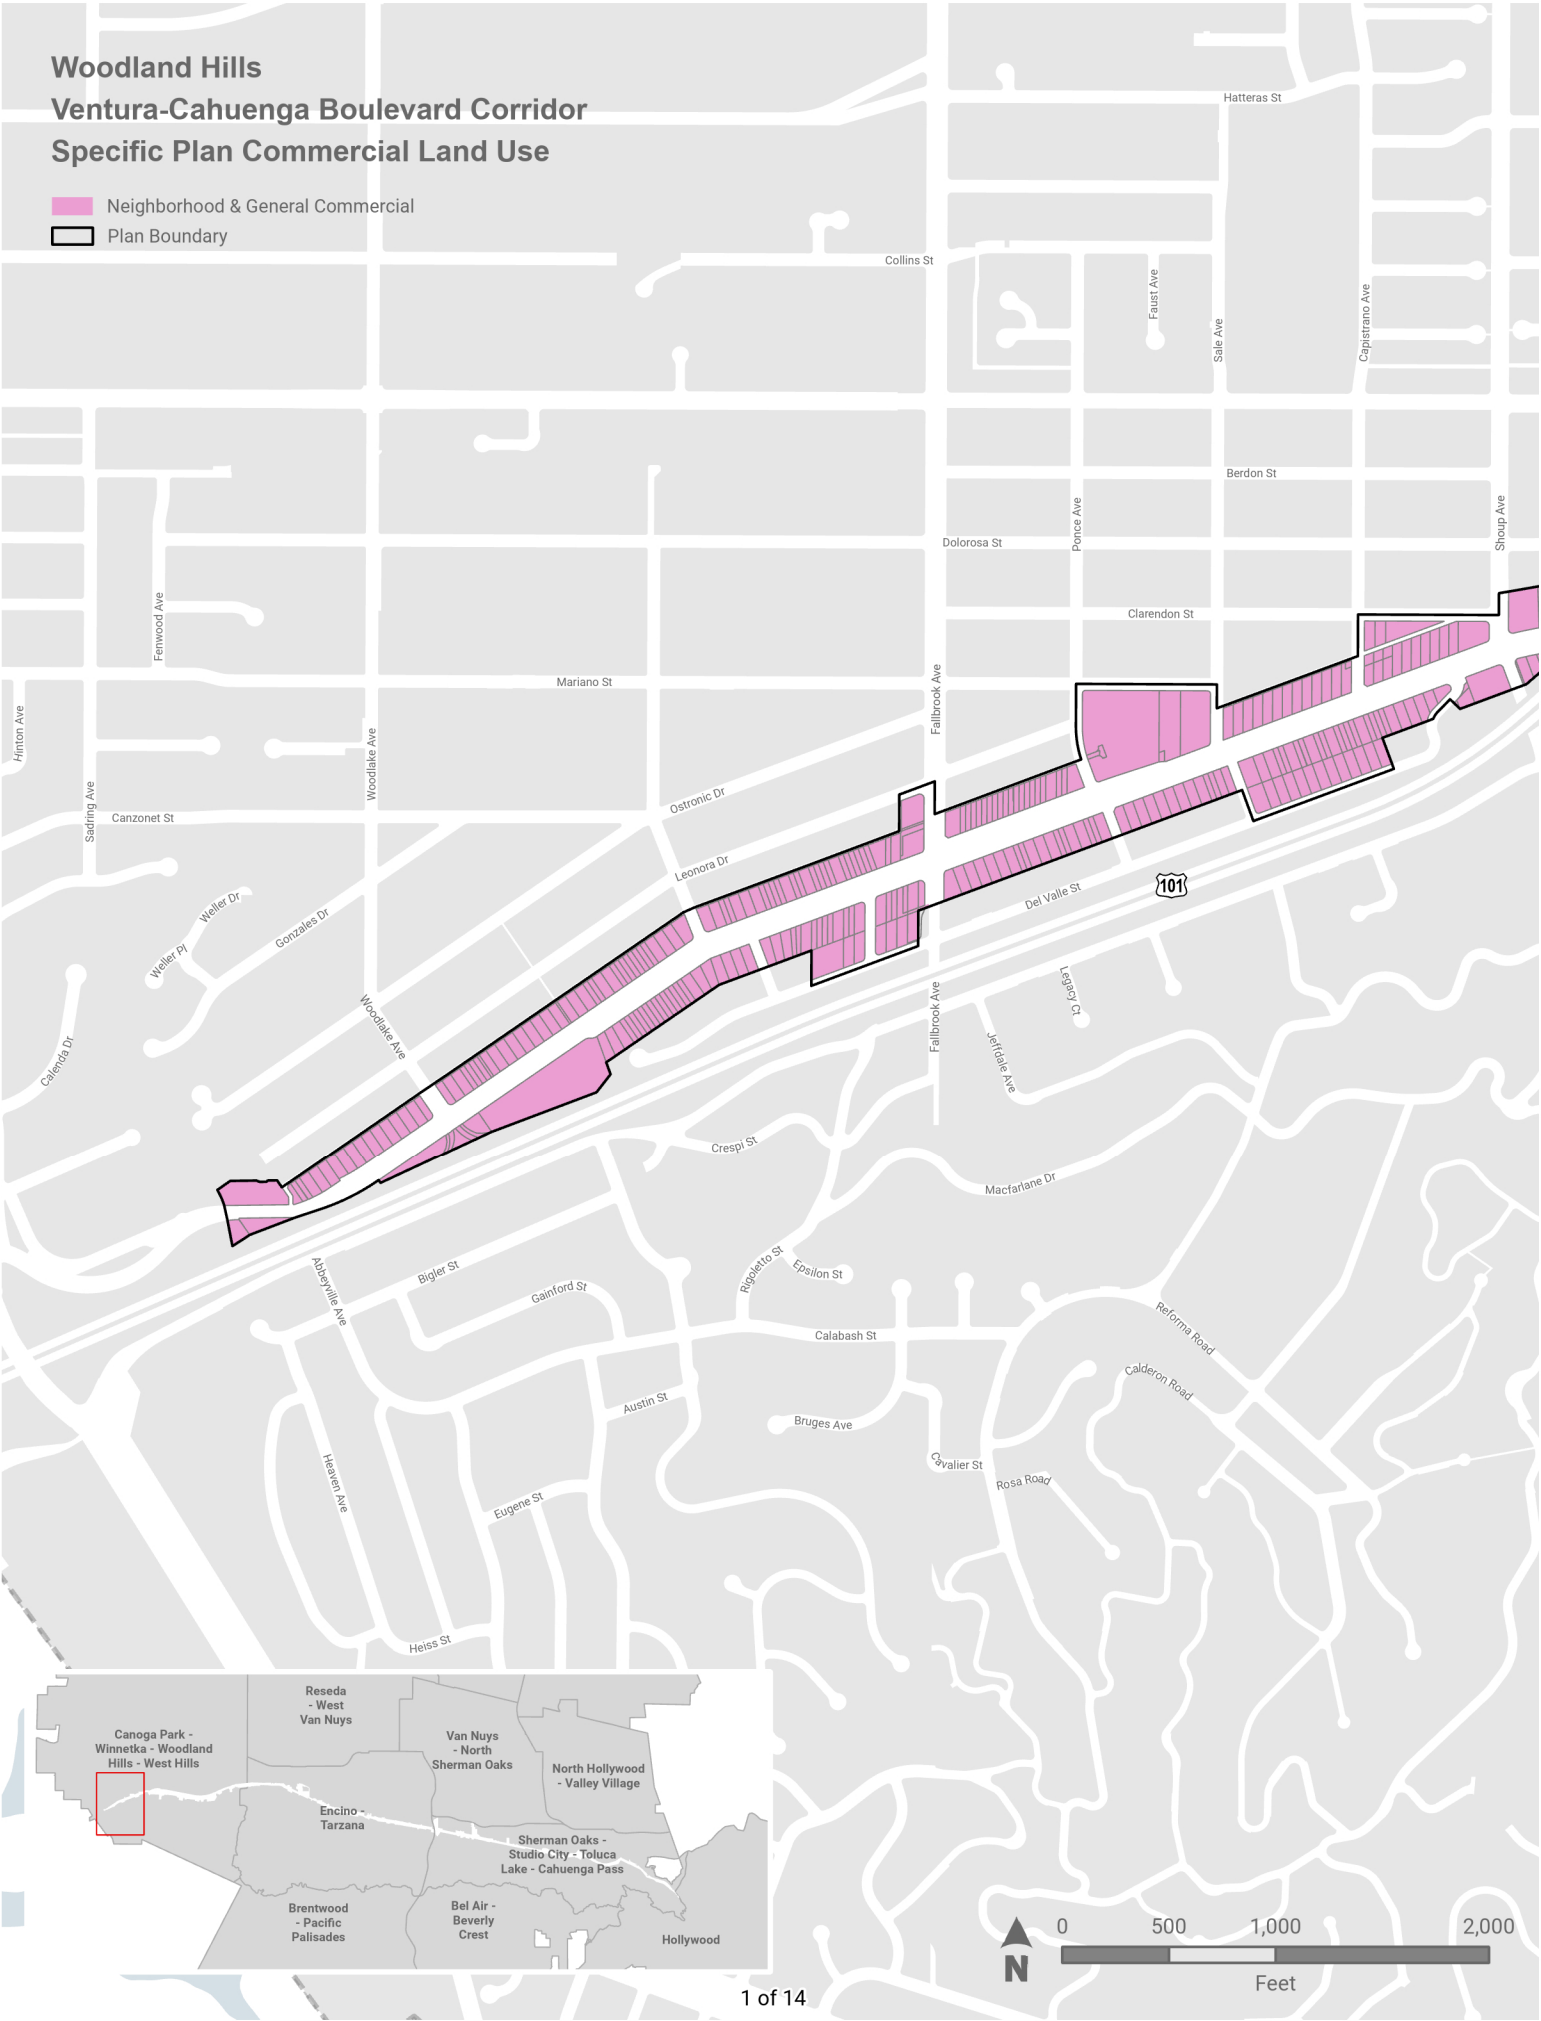 Woodland Hills
Ventura-Cahuenga Boulevard Corridor
Specific Plan Commercial Land Use
Neighborhood & General Commercial
Plan Boundary
Hatteras St
Collins St
Faust Ave
Sale Ave
Capistrano Ave
Berdon St
Ponce Ave
Shoup Ave
Dolorosa St
Fenwood Ave
Clarendon St
Mariano St
Fallbrook Ave
Hinton Ave
Woodlake Ave
Sadring Ave
Ostronic Dr
Canzonet St
Leonora Dr
101
Del Valle St
Weller Dr
Gonzales Dr
Weller Pl
Legacy Ct
Woodlake Ave
Fallbrook Ave
Calenda Dr
Jeffdale Ave
Crespi St
Macfarlane Dr
Abbeyville Ave
Bigler St
Rigoletto St
Epsilon St
Gainford St
Calabash St
Reforma Road
Calderon Road
Austin St
Bruges Ave
Cavalier St
Heaven Ave
Rosa Road
Eugene St
Heiss St
Reseda
- West
Van Nuys
Canoga Park -
Winnetka - Woodland
Hills - West Hills
Van Nuys
- North
Sherman Oaks
North Hollywood
- Valley Village
Encino -
Tarzana
Sherman Oaks -
Studio City - Toluca
Lake - Cahuenga Pass
Brentwood
- Pacific
Palisades
Bel Air -
Beverly
Crest
Hollywood
N
0 500 1,000 2,000
Feet
1 of 14